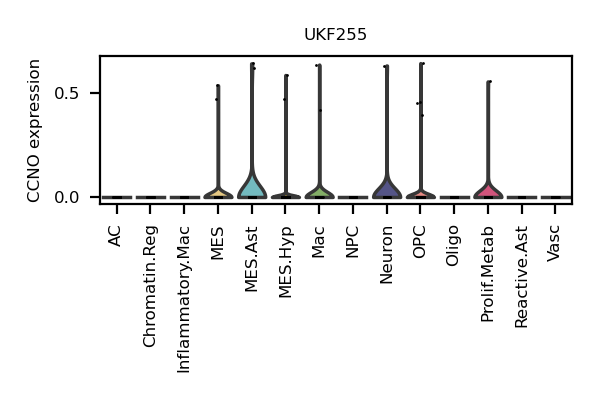 UKF255
CCNO expression
0.5
0.0
AC
Chromatin.Reg
Inflammatory.Mac
MES
MES.Ast
MES.Hyp
Mac
NPC
Neuron
OPC
Oligo
Prolif.Metab
Reactive.Ast
Vasc